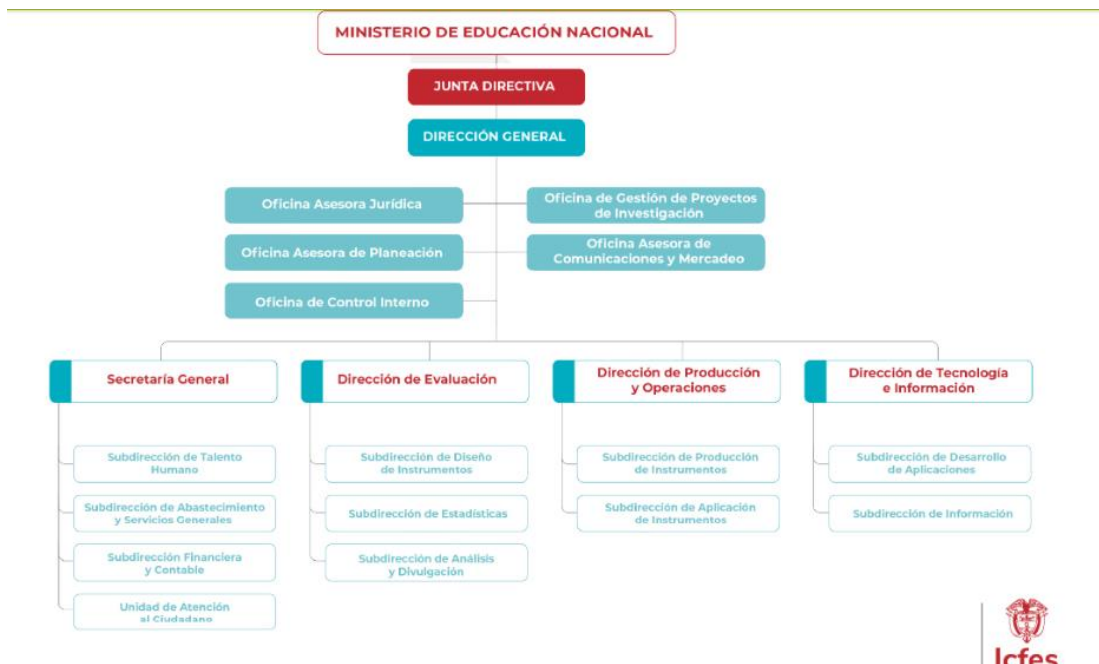 MINISTERIO DE EDUCACIÓN NACIONAL
JUNTA DIRECTIVA
DIRECCIÓN GENERAL
Oficina Asesora Jurídica
Oficina de Gestión de Proyectos
de Investigación
Oficina Asesora de Planeación
Oficina Asesora de
Comunicaciones y Mercadeo
Oficina de Control Interno
Secretaría General
Subdirección de Talento
Humano
Subdirección de Abastecimiento
y Servicios Generales
Subdirección Financiera
y Contable
Unidad de Atención
al Ciudadano
Dirección de Evaluación
Subdirección de Diseño
de Instrumentos
Subdirección de Estadísticas
Subdirección de Análisis
y Divulgación
Dirección de Producción
y Operaciones
Subdirección de Producción
de Instrumentos
Subdirección de Aplicación
de Instrumentos
Dirección de Tecnología
e Información
Subdirección de Desarrollo
de Aplicaciones
Subdirección de Información
Icfes